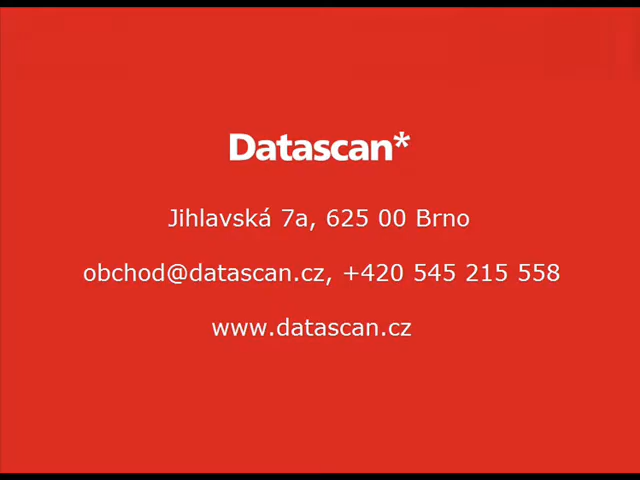 Datascan*
Jihlavská 7a, 625 00 Brno
obchod@datascan.cz, +420 545 215 558
www.datascan.cz